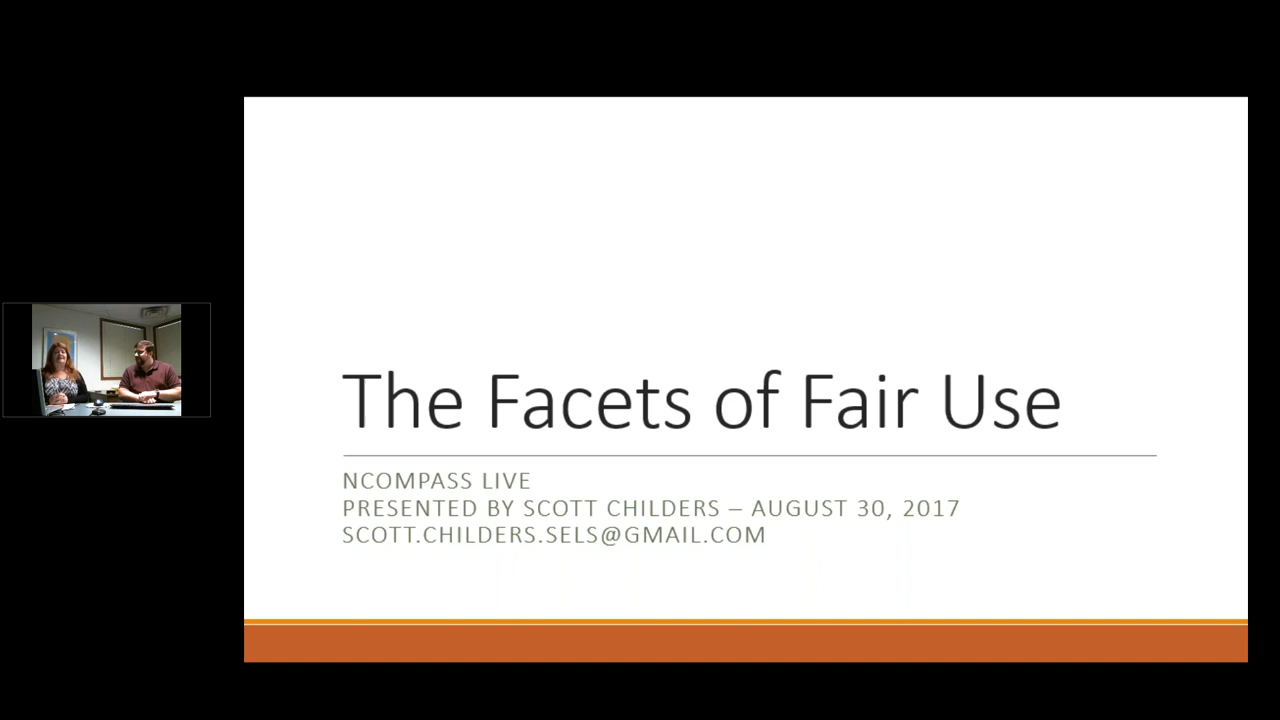 The Facets of Fair Use
NCOMPASS LIVE
PRESENTED BY SCOTT CHILDERS – AUGUST 30, 2017
SCOTT.CHILDERS.SELS@GMAIL.COM